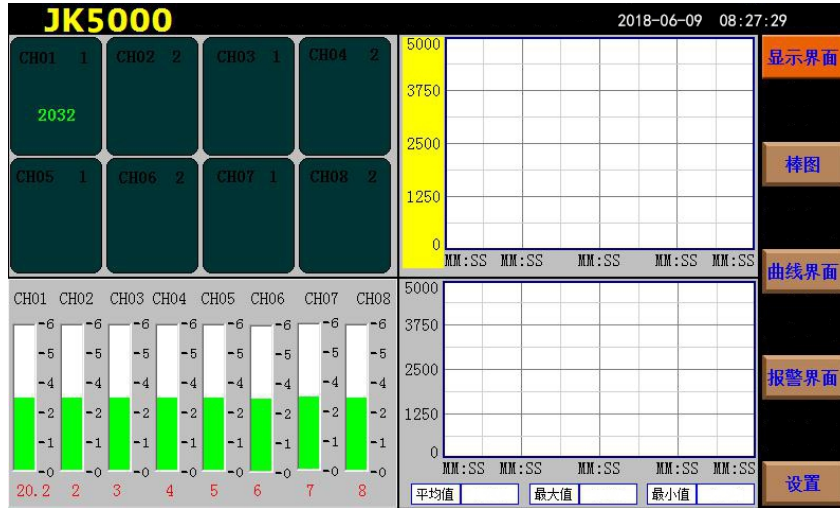 JK5000 2018-06-09 08:27:29
CH01 1 CH02 2 CH03 1 CH04 2
2032
CH05 1 CH06 2 CH07 1 CH08 2
5000
3750
2500
1250
0
MM:SS MM:SS MM:SS MM:SS MM:SS
CH01 CH02 CH03 CH04 CH05 CH06 CH07 CH08
-6 -6 -6 -6 -6 -6 -6 -6
-5 -5 -5 -5 -5 -5 -5 -5
-4 -4 -4 -4 -4 -4 -4 -4
-2 -2 -2 -2 -2 -2 -2 -2
-1 -1 -1 -1 -1 -1 -1 -1
-0 -0 -0 -0 -0 -0 -0 -0
20.2 2 3 4 5 6 7 8
5000
3750
2500
1250
0
MM:SS MM:SS MM:SS MM:SS MM:SS
平均值 最大值 最小值
显示界面
棒图
曲线界面
报警界面
设置